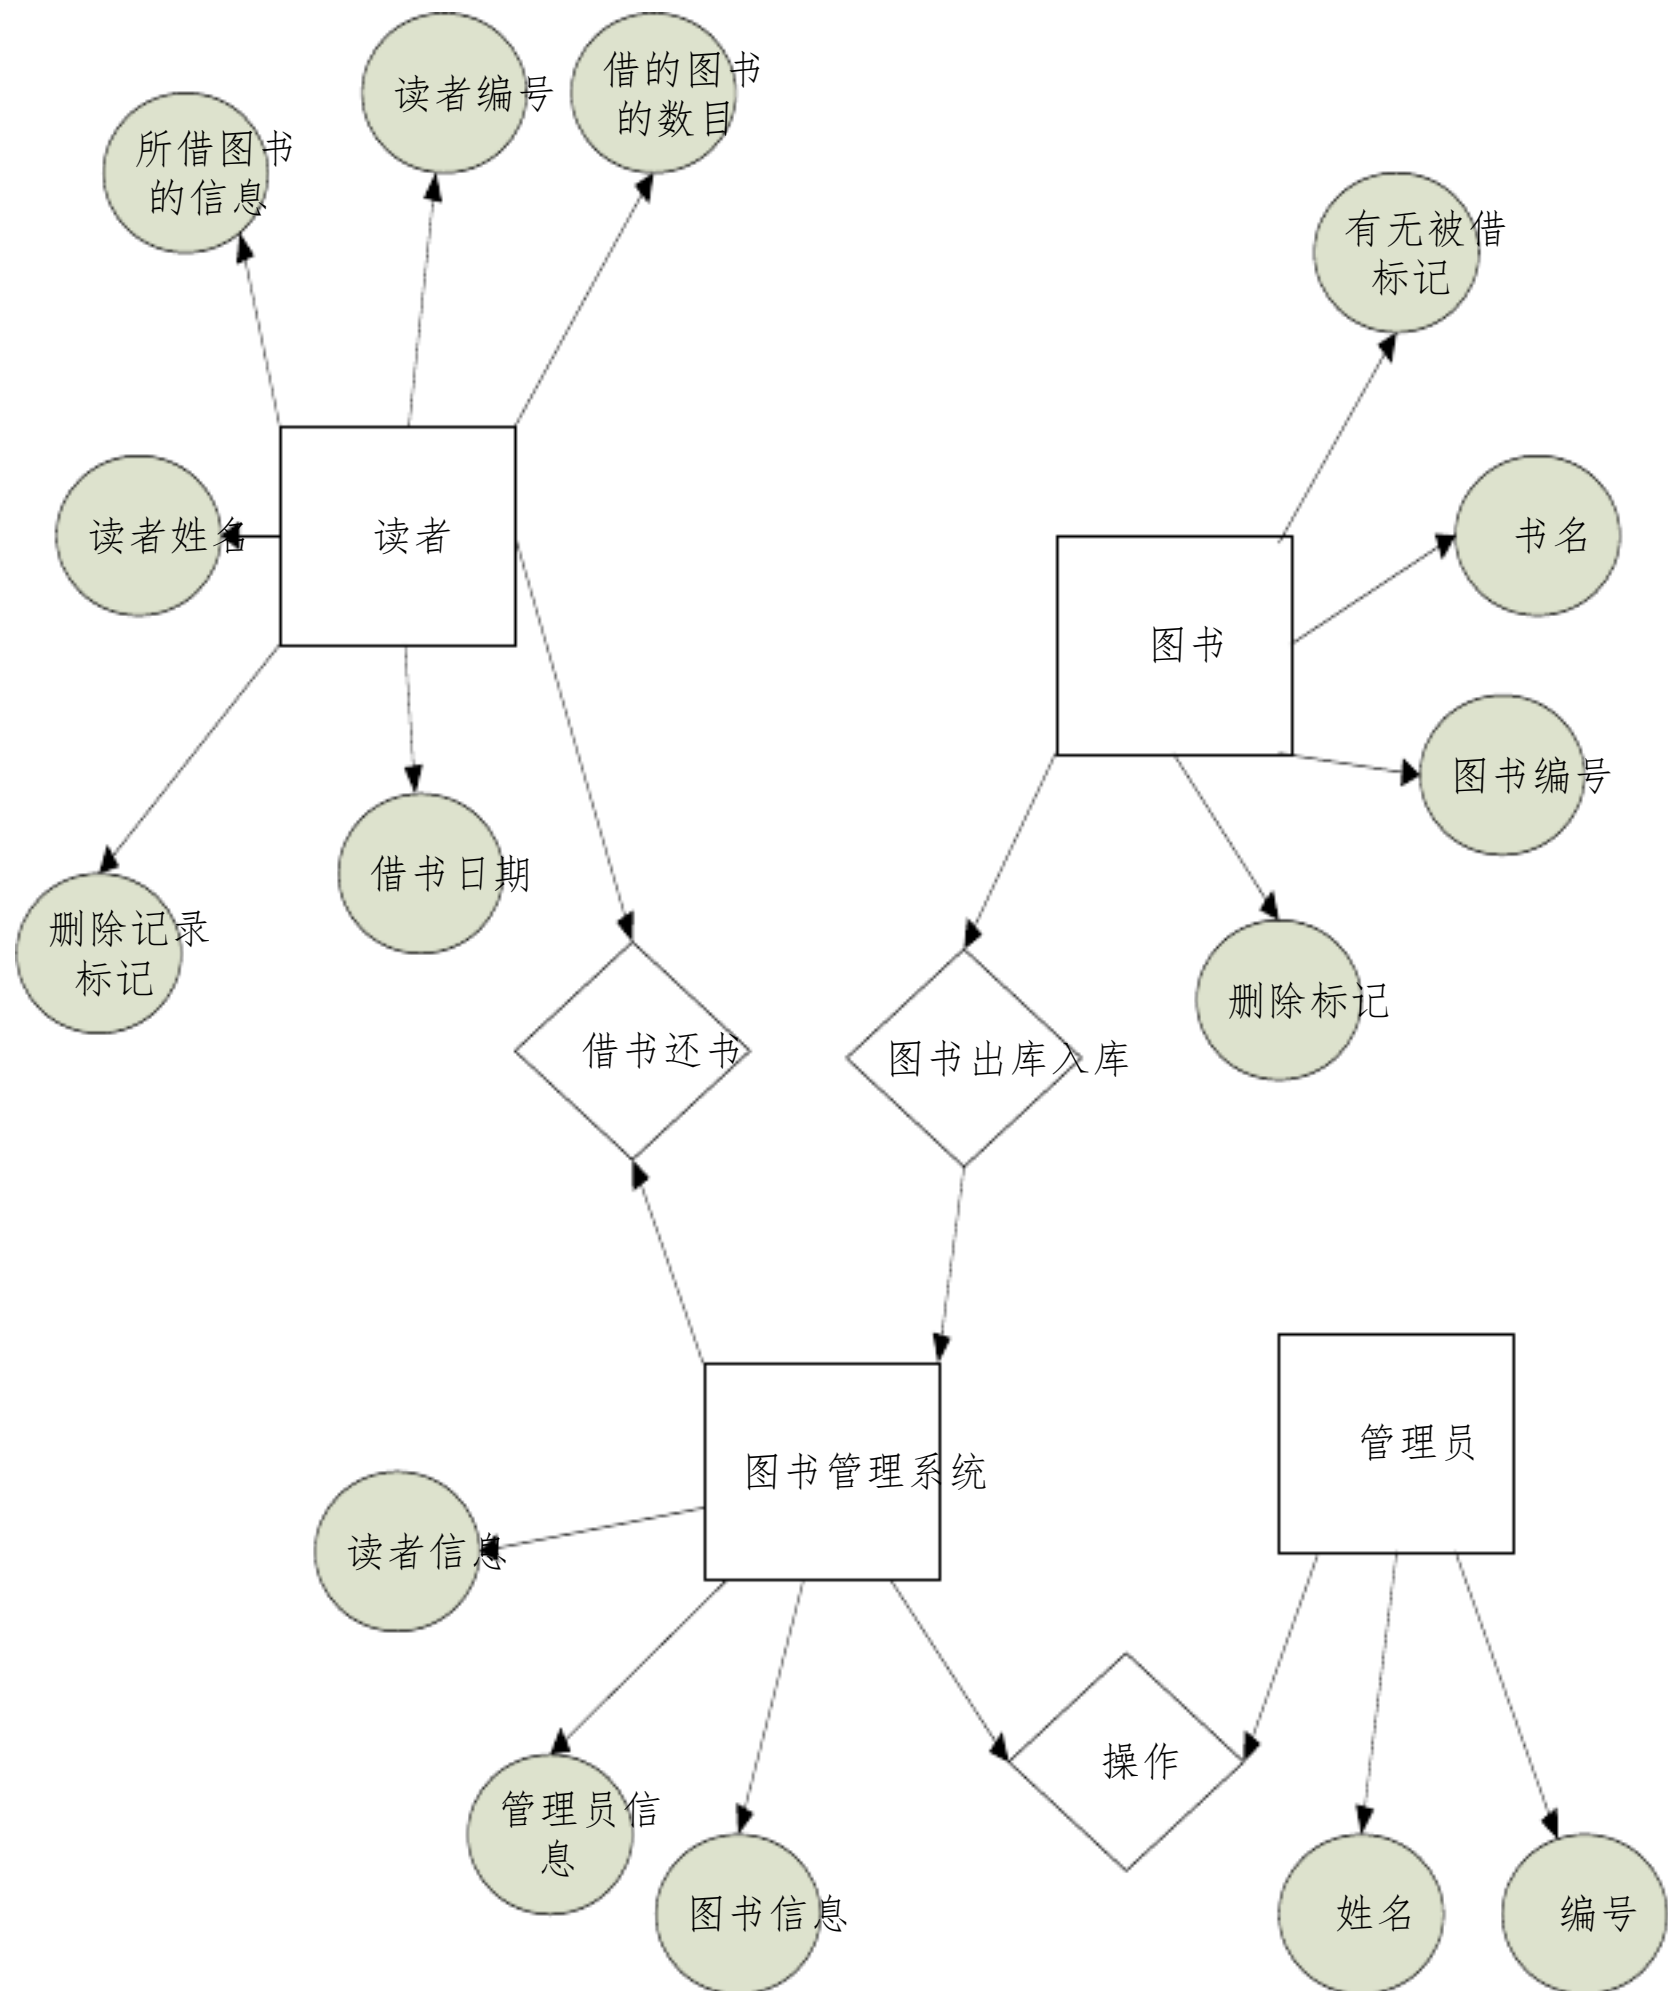 读者编号
借的图书
的数目
所借图书
的信息
有无被借
标记
读者姓名
读者
书名
图书
图书编号
借书日期
删除记录
标记
删除标记
借书还书
图书出库入库
管理员
图书管理系统
读者信息
操作
管理员信
息
图书信息
姓名
编号